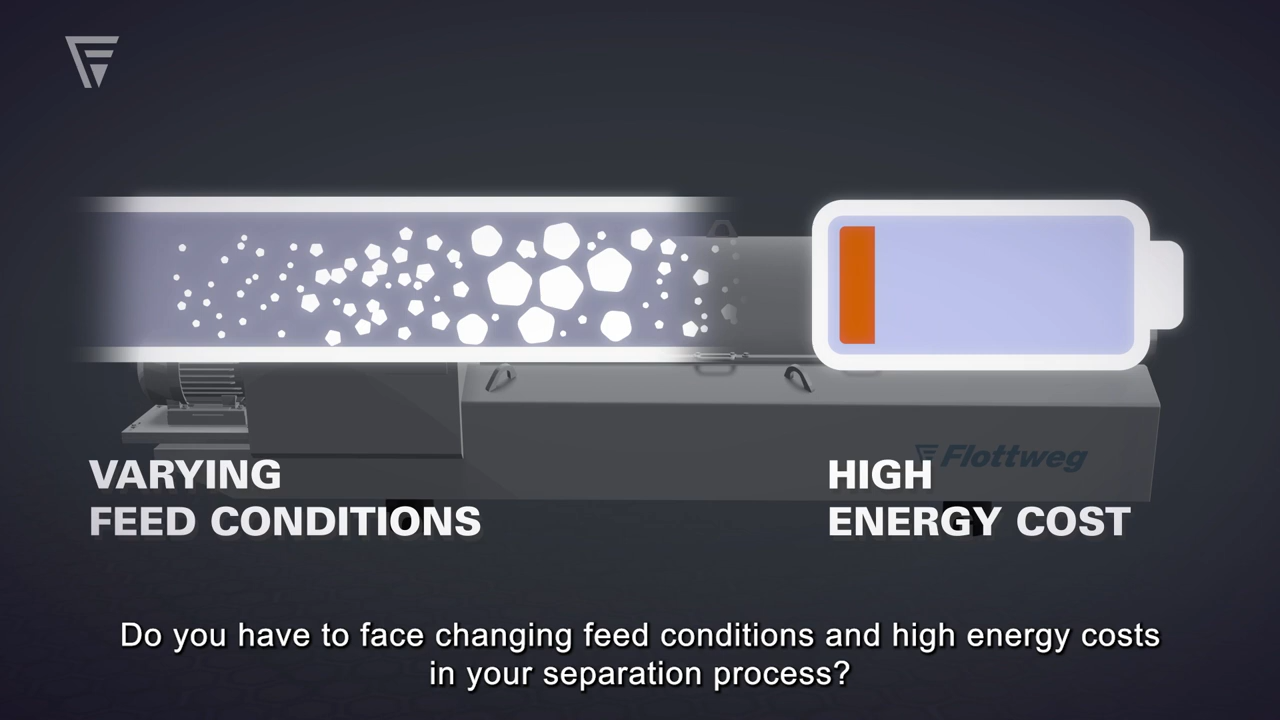 Flottweg
VARYING
FEED CONDITIONS
HIGH
ENERGY COST
Do you have to face changing feed conditions and high energy costs
in your separation process?